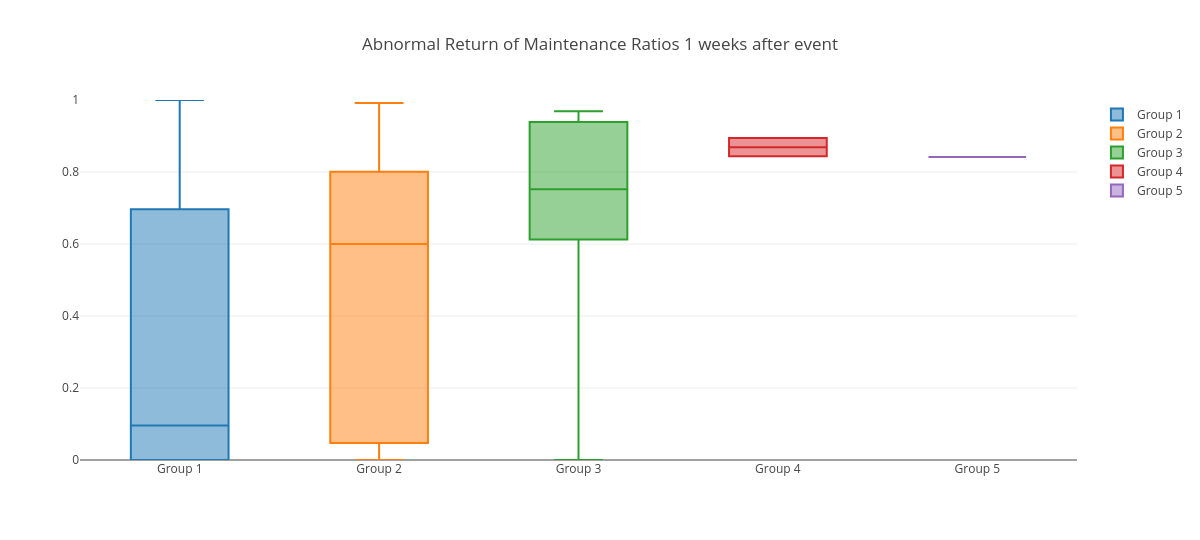 Abnormal Return of Maintenance Ratios 1 weeks after event
1
0.8
0.6
0.4
0.2
0
Group 1
Group 2
Group 3
Group 4
Group 5
Group 1
Group 2
Group 3
Group 4
Group 5